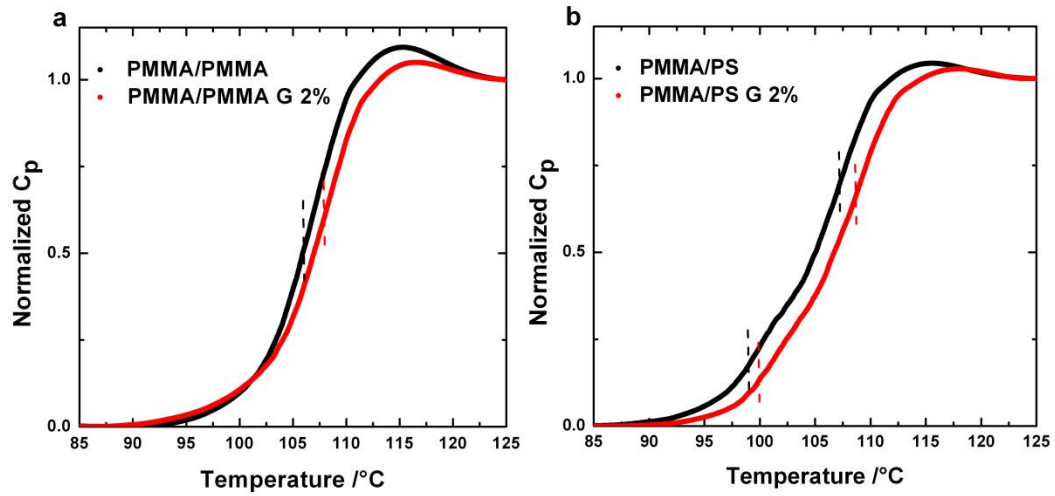 a
PMMA/PMMA
PMMA/PMMA G 2%
1.0
0.5
0.0
Normalized Cp
85 90 95 100 105 110 115 120 125
Temperature /°C
b
PMMA/PS
PMMA/PS G 2%
1.0
0.5
0.0
Normalized Cp
85 90 95 100 105 110 115 120 125
Temperature /°C